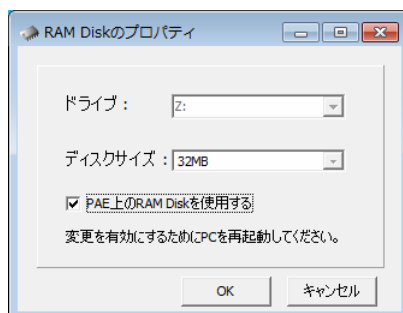 RAM Diskのプロパティ
ドライブ： Z:
ディスクサイズ： 32MB
PAE上のRAM Diskを使用する
変更を有効にするためにPCを再起動してください。
OK キャンセル